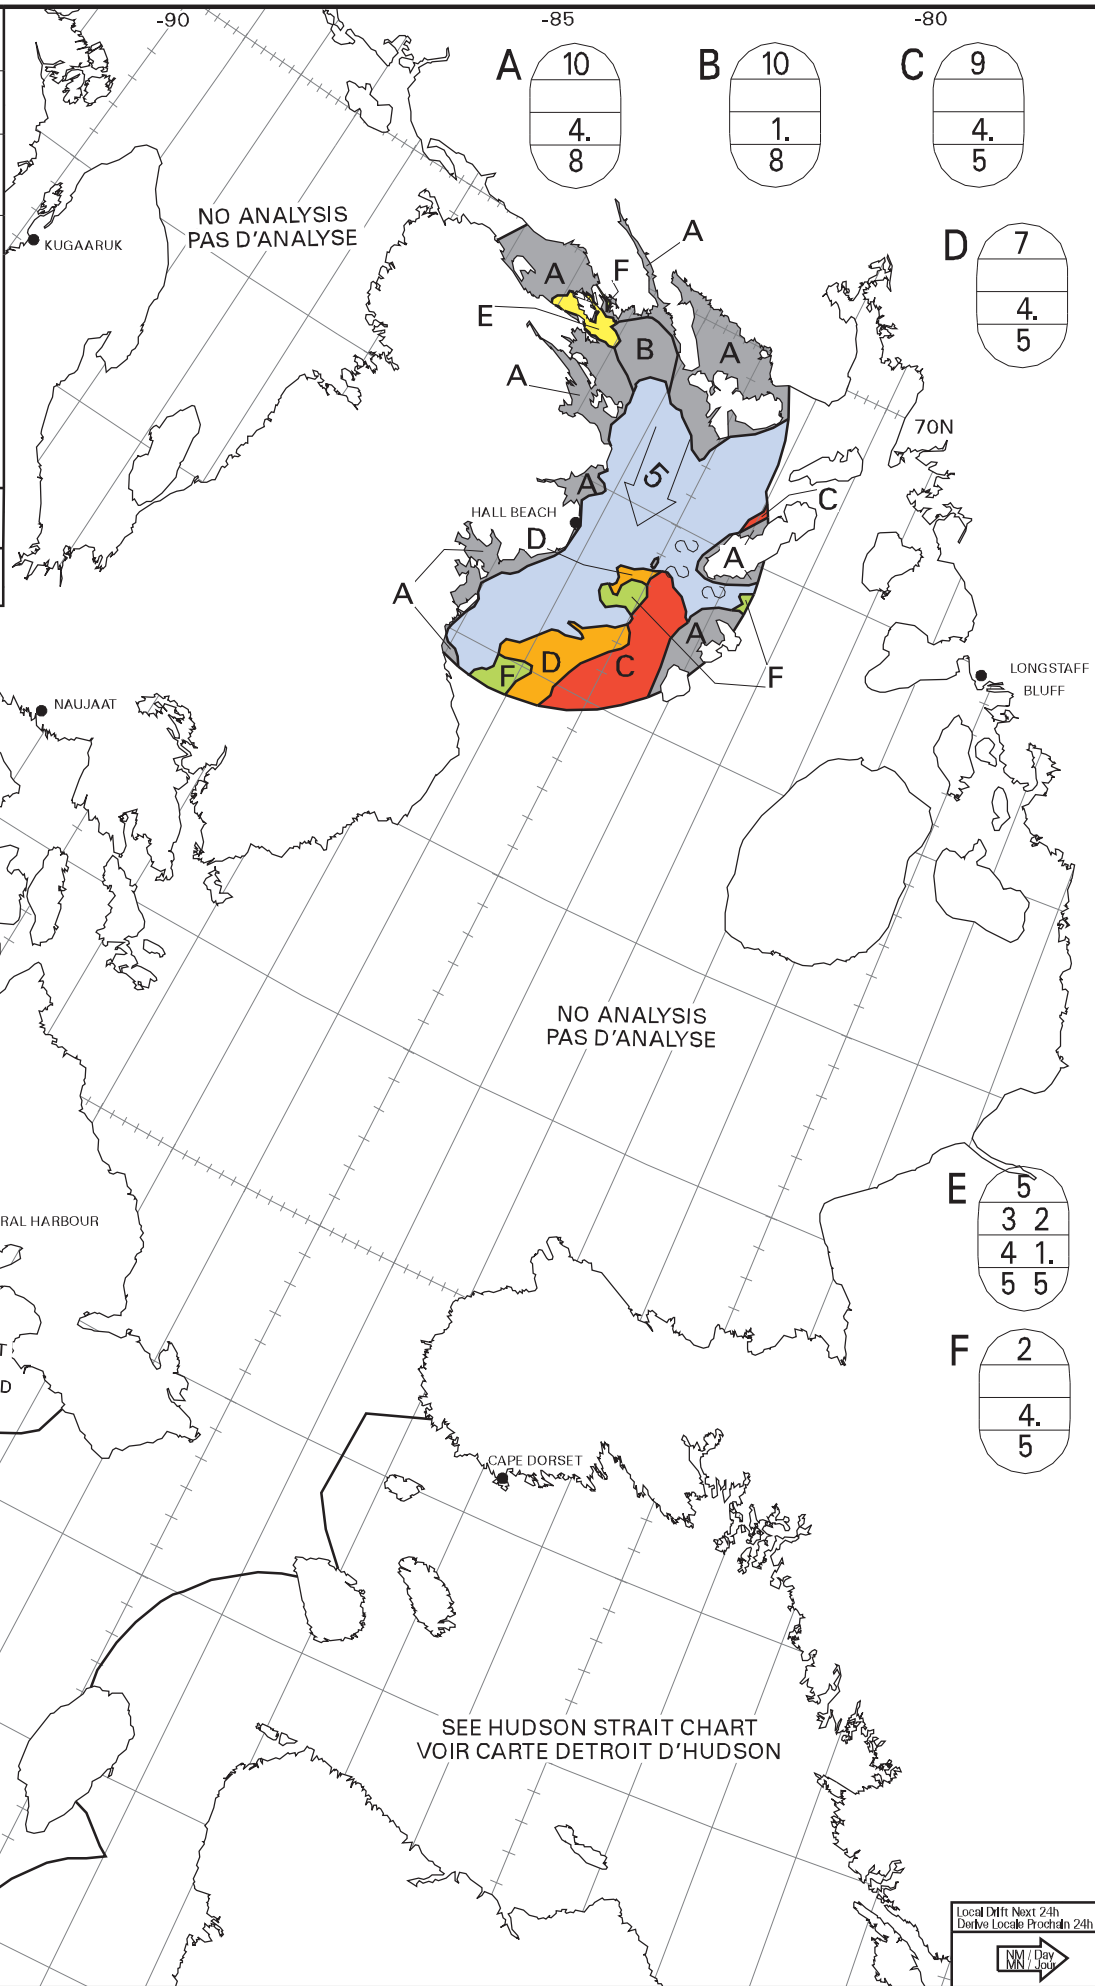 -90
-85
-80
A
10
4.
8
B
10
1.
8
C
9
4.
5
D
7
4.
5
NO ANALYSIS
PAS D'ANALYSE
KUGAARUK
A
F
A
E
B
A
A
70N
5
A
C
HALL BEACH
D
A
A
A
F
D
C
F
LONGSTAFF
BLUFF
NAUJAAT
NO ANALYSIS
PAS D'ANALYSE
E
5
3 2
4 1.
5 5
RAL HARBOUR
F
2
4.
5
T
D
CAPE DORSET
SEE HUDSON STRAIT CHART
VOIR CARTE DETROIT D'HUDSON
Local Drift Next 24h
Derive Locale Prochain 24h
NM / Day
MN / Jour